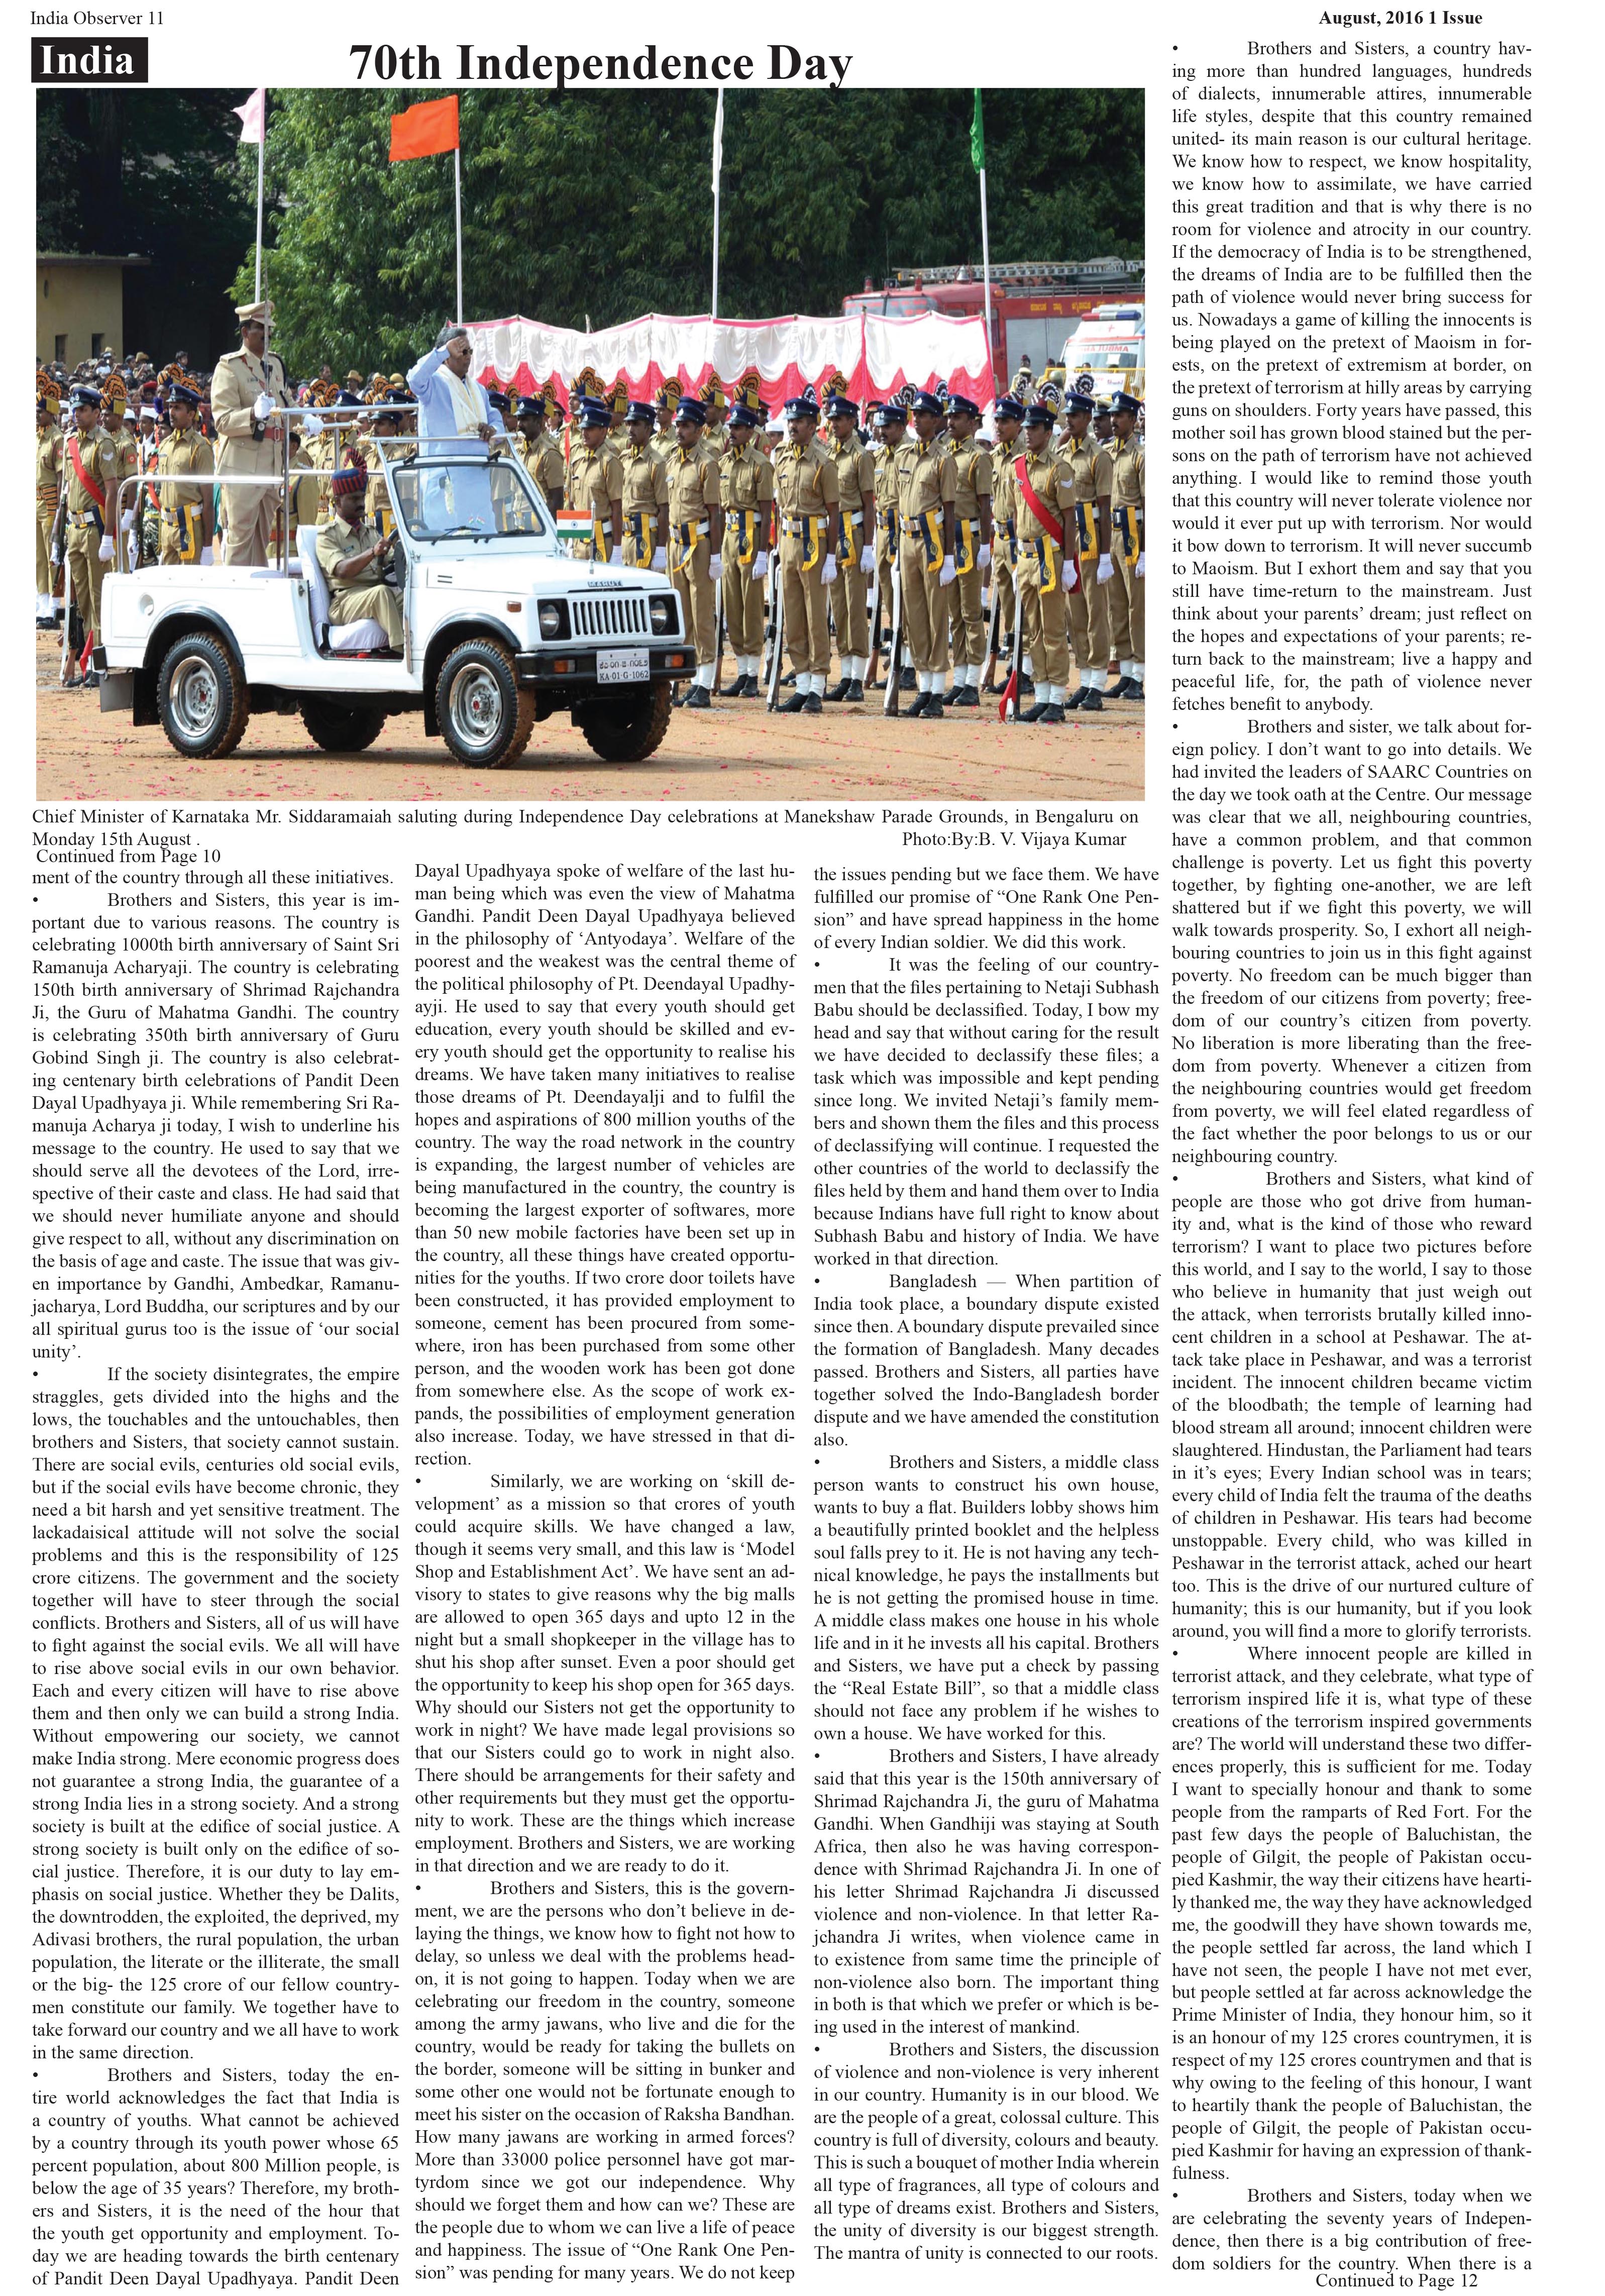 India Observer 11
August, 2016 1 Issue
India
70th Independence Day
MARUTI
ಕೆಎ-೦೧-ಜಿ-೧೦೬೨
KA-01-G-1062
Chief Minister of Karnataka Mr. Siddaramaiah saluting during Independence Day celebrations at Manekshaw Parade Grounds, in Bengaluru on
Monday 15th August .
Photo:By:B. V. Vijaya Kumar
Continued from Page 10
ment of the country through all these initiatives.
• Brothers and Sisters, this year is im-
portant due to various reasons. The country is
celebrating 1000th birth anniversary of Saint Sri
Ramanuja Acharyaji. The country is celebrating
150th birth anniversary of Shrimad Rajchandra
Ji, the Guru of Mahatma Gandhi. The country
is celebrating 350th birth anniversary of Guru
Gobind Singh ji. The country is also celebrat-
ing centenary birth celebrations of Pandit Deen
Dayal Upadhyaya ji. While remembering Sri Ra-
manuja Acharya ji today, I wish to underline his
message to the country. He used to say that we
should serve all the devotees of the Lord, irre-
spective of their caste and class. He had said that
we should never humiliate anyone and should
give respect to all, without any discrimination on
the basis of age and caste. The issue that was giv-
en importance by Gandhi, Ambedkar, Ramanu-
jacharya, Lord Buddha, our scriptures and by our
all spiritual gurus too is the issue of ‘our social
unity’.
• If the society disintegrates, the empire
straggles, gets divided into the highs and the
lows, the touchables and the untouchables, then
brothers and Sisters, that society cannot sustain.
There are social evils, centuries old social evils,
but if the social evils have become chronic, they
need a bit harsh and yet sensitive treatment. The
lackadaisical attitude will not solve the social
problems and this is the responsibility of 125
crore citizens. The government and the society
together will have to steer through the social
conflicts. Brothers and Sisters, all of us will have
to fight against the social evils. We all will have
to rise above social evils in our own behavior.
Each and every citizen will have to rise above
them and then only we can build a strong India.
Without empowering our society, we cannot
make India strong. Mere economic progress does
not guarantee a strong India, the guarantee of a
strong India lies in a strong society. And a strong
society is built at the edifice of social justice. A
strong society is built only on the edifice of so-
cial justice. Therefore, it is our duty to lay em-
phasis on social justice. Whether they be Dalits,
the downtrodden, the exploited, the deprived, my
Adivasi brothers, the rural population, the urban
population, the literate or the illiterate, the small
or the big- the 125 crore of our fellow country-
men constitute our family. We together have to
take forward our country and we all have to work
in the same direction.
• Brothers and Sisters, today the en-
tire world acknowledges the fact that India is
a country of youths. What cannot be achieved
by a country through its youth power whose 65
percent population, about 800 Million people, is
below the age of 35 years? Therefore, my broth-
ers and Sisters, it is the need of the hour that
the youth get opportunity and employment. To-
day we are heading towards the birth centenary
of Pandit Deen Dayal Upadhyaya. Pandit Deen
Dayal Upadhyaya spoke of welfare of the last hu-
man being which was even the view of Mahatma
Gandhi. Pandit Deen Dayal Upadhyaya believed
in the philosophy of ‘Antyodaya’. Welfare of the
poorest and the weakest was the central theme of
the political philosophy of Pt. Deendayal Upadhy-
ayji. He used to say that every youth should get
education, every youth should be skilled and ev-
ery youth should get the opportunity to realise his
dreams. We have taken many initiatives to realise
those dreams of Pt. Deendayalji and to fulfil the
hopes and aspirations of 800 million youths of the
country. The way the road network in the country
is expanding, the largest number of vehicles are
being manufactured in the country, the country is
becoming the largest exporter of softwares, more
than 50 new mobile factories have been set up in
the country, all these things have created opportu-
nities for the youths. If two crore door toilets have
been constructed, it has provided employment to
someone, cement has been procured from some-
where, iron has been purchased from some other
person, and the wooden work has been got done
from somewhere else. As the scope of work ex-
pands, the possibilities of employment generation
also increase. Today, we have stressed in that di-
rection.
• Similarly, we are working on ‘skill de-
velopment’ as a mission so that crores of youth
could acquire skills. We have changed a law,
though it seems very small, and this law is ‘Model
Shop and Establishment Act’. We have sent an ad-
visory to states to give reasons why the big malls
are allowed to open 365 days and upto 12 in the
night but a small shopkeeper in the village has to
shut his shop after sunset. Even a poor should get
the opportunity to keep his shop open for 365 days.
Why should our Sisters not get the opportunity to
work in night? We have made legal provisions so
that our Sisters could go to work in night also.
There should be arrangements for their safety and
other requirements but they must get the opportu-
nity to work. These are the things which increase
employment. Brothers and Sisters, we are working
in that direction and we are ready to do it.
• Brothers and Sisters, this is the govern-
ment, we are the persons who don’t believe in de-
laying the things, we know how to fight not how to
delay, so unless we deal with the problems head-
on, it is not going to happen. Today when we are
celebrating our freedom in the country, someone
among the army jawans, who live and die for the
country, would be ready for taking the bullets on
the border, someone will be sitting in bunker and
some other one would not be fortunate enough to
meet his sister on the occasion of Raksha Bandhan.
How many jawans are working in armed forces?
More than 33000 police personnel have got mar-
tyrdom since we got our independence. Why
should we forget them and how can we? These are
the people due to whom we can live a life of peace
and happiness. The issue of “One Rank One Pen-
sion” was pending for many years. We do not keep
the issues pending but we face them. We have
fulfilled our promise of “One Rank One Pen-
sion” and have spread happiness in the home
of every Indian soldier. We did this work.
• It was the feeling of our country-
men that the files pertaining to Netaji Subhash
Babu should be declassified. Today, I bow my
head and say that without caring for the result
we have decided to declassify these files; a
task which was impossible and kept pending
since long. We invited Netaji’s family mem-
bers and shown them the files and this process
of declassifying will continue. I requested the
other countries of the world to declassify the
files held by them and hand them over to India
because Indians have full right to know about
Subhash Babu and history of India. We have
worked in that direction.
• Bangladesh — When partition of
India took place, a boundary dispute existed
since then. A boundary dispute prevailed since
the formation of Bangladesh. Many decades
passed. Brothers and Sisters, all parties have
together solved the Indo-Bangladesh border
dispute and we have amended the constitution
also.
• Brothers and Sisters, a middle class
person wants to construct his own house,
wants to buy a flat. Builders lobby shows him
a beautifully printed booklet and the helpless
soul falls prey to it. He is not having any tech-
nical knowledge, he pays the installments but
he is not getting the promised house in time.
A middle class makes one house in his whole
life and in it he invests all his capital. Brothers
and Sisters, we have put a check by passing
the “Real Estate Bill”, so that a middle class
should not face any problem if he wishes to
own a house. We have worked for this.
• Brothers and Sisters, I have already
said that this year is the 150th anniversary of
Shrimad Rajchandra Ji, the guru of Mahatma
Gandhi. When Gandhiji was staying at South
Africa, then also he was having correspon-
dence with Shrimad Rajchandra Ji. In one of
his letter Shrimad Rajchandra Ji discussed
violence and non-violence. In that letter Ra-
jchandra Ji writes, when violence came in
to existence from same time the principle of
non-violence also born. The important thing
in both is that which we prefer or which is be-
ing used in the interest of mankind.
• Brothers and Sisters, the discussion
of violence and non-violence is very inherent
in our country. Humanity is in our blood. We
are the people of a great, colossal culture. This
country is full of diversity, colours and beauty.
This is such a bouquet of mother India wherein
all type of fragrances, all type of colours and
all type of dreams exist. Brothers and Sisters,
the unity of diversity is our biggest strength.
The mantra of unity is connected to our roots.
• Brothers and Sisters, a country hav-
ing more than hundred languages, hundreds
of dialects, innumerable attires, innumerable
life styles, despite that this country remained
united- its main reason is our cultural heritage.
We know how to respect, we know hospitality,
we know how to assimilate, we have carried
this great tradition and that is why there is no
room for violence and atrocity in our country.
If the democracy of India is to be strengthened,
the dreams of India are to be fulfilled then the
path of violence would never bring success for
us. Nowadays a game of killing the innocents is
being played on the pretext of Maoism in for-
ests, on the pretext of extremism at border, on
the pretext of terrorism at hilly areas by carrying
guns on shoulders. Forty years have passed, this
mother soil has grown blood stained but the per-
sons on the path of terrorism have not achieved
anything. I would like to remind those youth
that this country will never tolerate violence nor
would it ever put up with terrorism. Nor would
it bow down to terrorism. It will never succumb
to Maoism. But I exhort them and say that you
still have time-return to the mainstream. Just
think about your parents’ dream; just reflect on
the hopes and expectations of your parents; re-
turn back to the mainstream; live a happy and
peaceful life, for, the path of violence never
fetches benefit to anybody.
• Brothers and sister, we talk about for-
eign policy. I don’t want to go into details. We
had invited the leaders of SAARC Countries on
the day we took oath at the Centre. Our message
was clear that we all, neighbouring countries,
have a common problem, and that common
challenge is poverty. Let us fight this poverty
together, by fighting one-another, we are left
shattered but if we fight this poverty, we will
walk towards prosperity. So, I exhort all neigh-
bouring countries to join us in this fight against
poverty. No freedom can be much bigger than
the freedom of our citizens from poverty; free-
dom of our country’s citizen from poverty.
No liberation is more liberating than the free-
dom from poverty. Whenever a citizen from
the neighbouring countries would get freedom
from poverty, we will feel elated regardless of
the fact whether the poor belongs to us or our
neighbouring country.
• Brothers and Sisters, what kind of
people are those who got drive from human-
ity and, what is the kind of those who reward
terrorism? I want to place two pictures before
this world, and I say to the world, I say to those
who believe in humanity that just weigh out
the attack, when terrorists brutally killed inno-
cent children in a school at Peshawar. The at-
tack take place in Peshawar, and was a terrorist
incident. The innocent children became victim
of the bloodbath; the temple of learning had
blood stream all around; innocent children were
slaughtered. Hindustan, the Parliament had tears
in it’s eyes; Every Indian school was in tears;
every child of India felt the trauma of the deaths
of children in Peshawar. His tears had become
unstoppable. Every child, who was killed in
Peshawar in the terrorist attack, ached our heart
too. This is the drive of our nurtured culture of
humanity; this is our humanity, but if you look
around, you will find a more to glorify terrorists.
• Where innocent people are killed in
terrorist attack, and they celebrate, what type of
terrorism inspired life it is, what type of these
creations of the terrorism inspired governments
are? The world will understand these two differ-
ences properly, this is sufficient for me. Today
I want to specially honour and thank to some
people from the ramparts of Red Fort. For the
past few days the people of Baluchistan, the
people of Gilgit, the people of Pakistan occu-
pied Kashmir, the way their citizens have hearti-
ly thanked me, the way they have acknowledged
me, the goodwill they have shown towards me,
the people settled far across, the land which I
have not seen, the people I have not met ever,
but people settled at far across acknowledge the
Prime Minister of India, they honour him, so it
is an honour of my 125 crores countrymen, it is
respect of my 125 crores countrymen and that is
why owing to the feeling of this honour, I want
to heartily thank the people of Baluchistan, the
people of Gilgit, the people of Pakistan occu-
pied Kashmir for having an expression of thank-
fulness.
• Brothers and Sisters, today when we
are celebrating the seventy years of Indepen-
dence, then there is a big contribution of free-
dom soldiers for the country. When there is a
Continued to Page 12